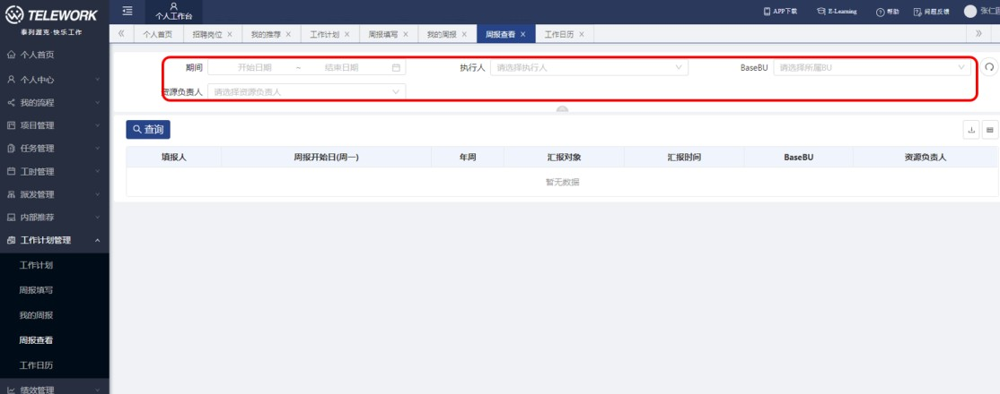 TELEWORK
泰列渥克·快乐工作
个人工作台
APP下载 E-Learning 帮助 问题反馈
个人首页 招聘岗位 × 我的推荐 × 工作计划 × 周报填写 × 我的周报 × 周报查看 × 工作日历 ×
个人首页
个人中心
我的流程
项目管理
任务管理
工时管理
派发管理
内部推荐
工作计划管理
工作计划
周报填写
我的周报
周报查看
工作日历
绩效管理
期间 开始日期 ~ 结束日期 执行人 请选择执行人 BaseBU 请选择所属BU
资源负责人 请选择资源负责人
查询
填报人 周报开始日(周一) 年周 汇报对象 汇报时间 BaseBU 资源负责人
暂无数据